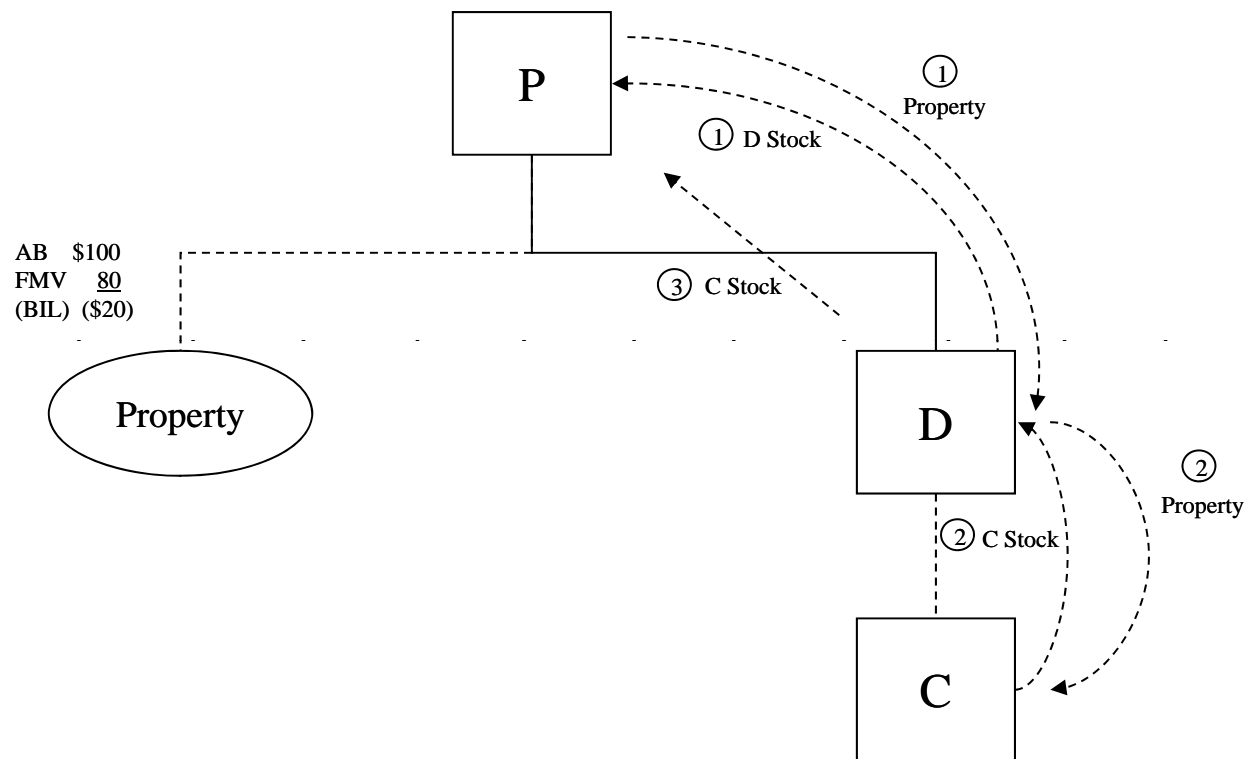 P
① Property
① D Stock
AB $100
FMV 80
(BIL) ($20)
③ C Stock
Property
D
② Property
② C Stock
C